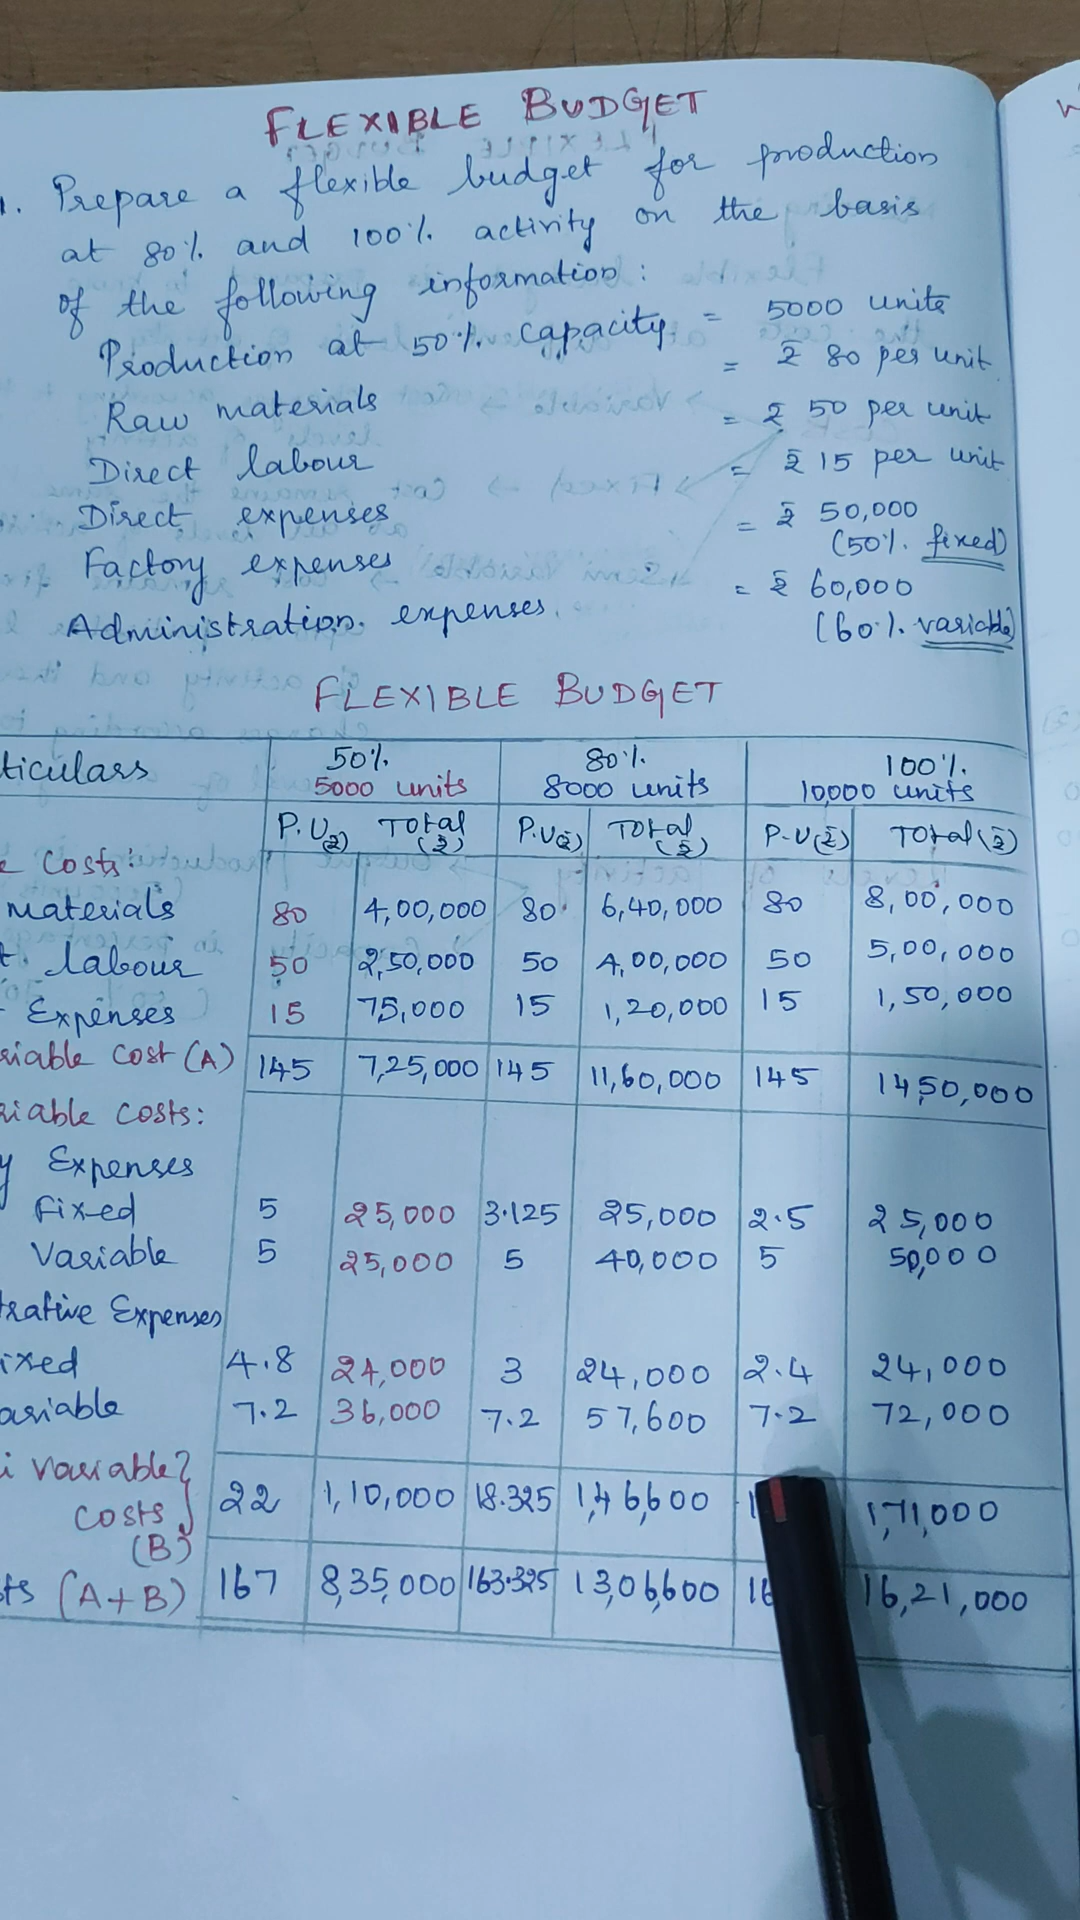 FLEXIBLE BUDGET
1. Prepare a flexible budget for production
at 80% and 100% activity on the basis
of the following information:
Production at 50% capacity = 5000 units
Raw materials = ₹ 80 per unit
Direct labour = ₹ 50 per unit
Direct expenses = ₹ 15 per unit
Factory expenses = ₹ 50,000
(50% fixed)
Administration expenses = ₹ 60,000
(60% variable)
FLEXIBLE BUDGET
ticulars 50% 80% 100%
5000 units 8000 units 10,000 units
P.U(₹) Total (₹) P.U(₹) Total (₹) P.U(₹) Total (₹)
e costs:
materials 80 4,00,000 80 6,40,000 80 8,00,000
t labour 50 2,50,000 50 4,00,000 50 5,00,000
Expenses 15 75,000 15 1,20,000 15 1,50,000
riable cost (A) 145 7,25,000 145 11,60,000 145 14,50,000
riable costs:
y Expenses
Fixed 5 25,000 3.125 25,000 2.5 25,000
Variable 5 25,000 5 40,000 5 50,000
trative Expenses
ixed 4.8 24,000 3 24,000 2.4 24,000
ariable 7.2 36,000 7.2 57,600 7.2 72,000
i variable }
costs (B) 22 1,10,000 18.325 1,46,600 1 1,71,000
sts (A+B) 167 8,35,000 163.325 13,06,600 16 16,21,000